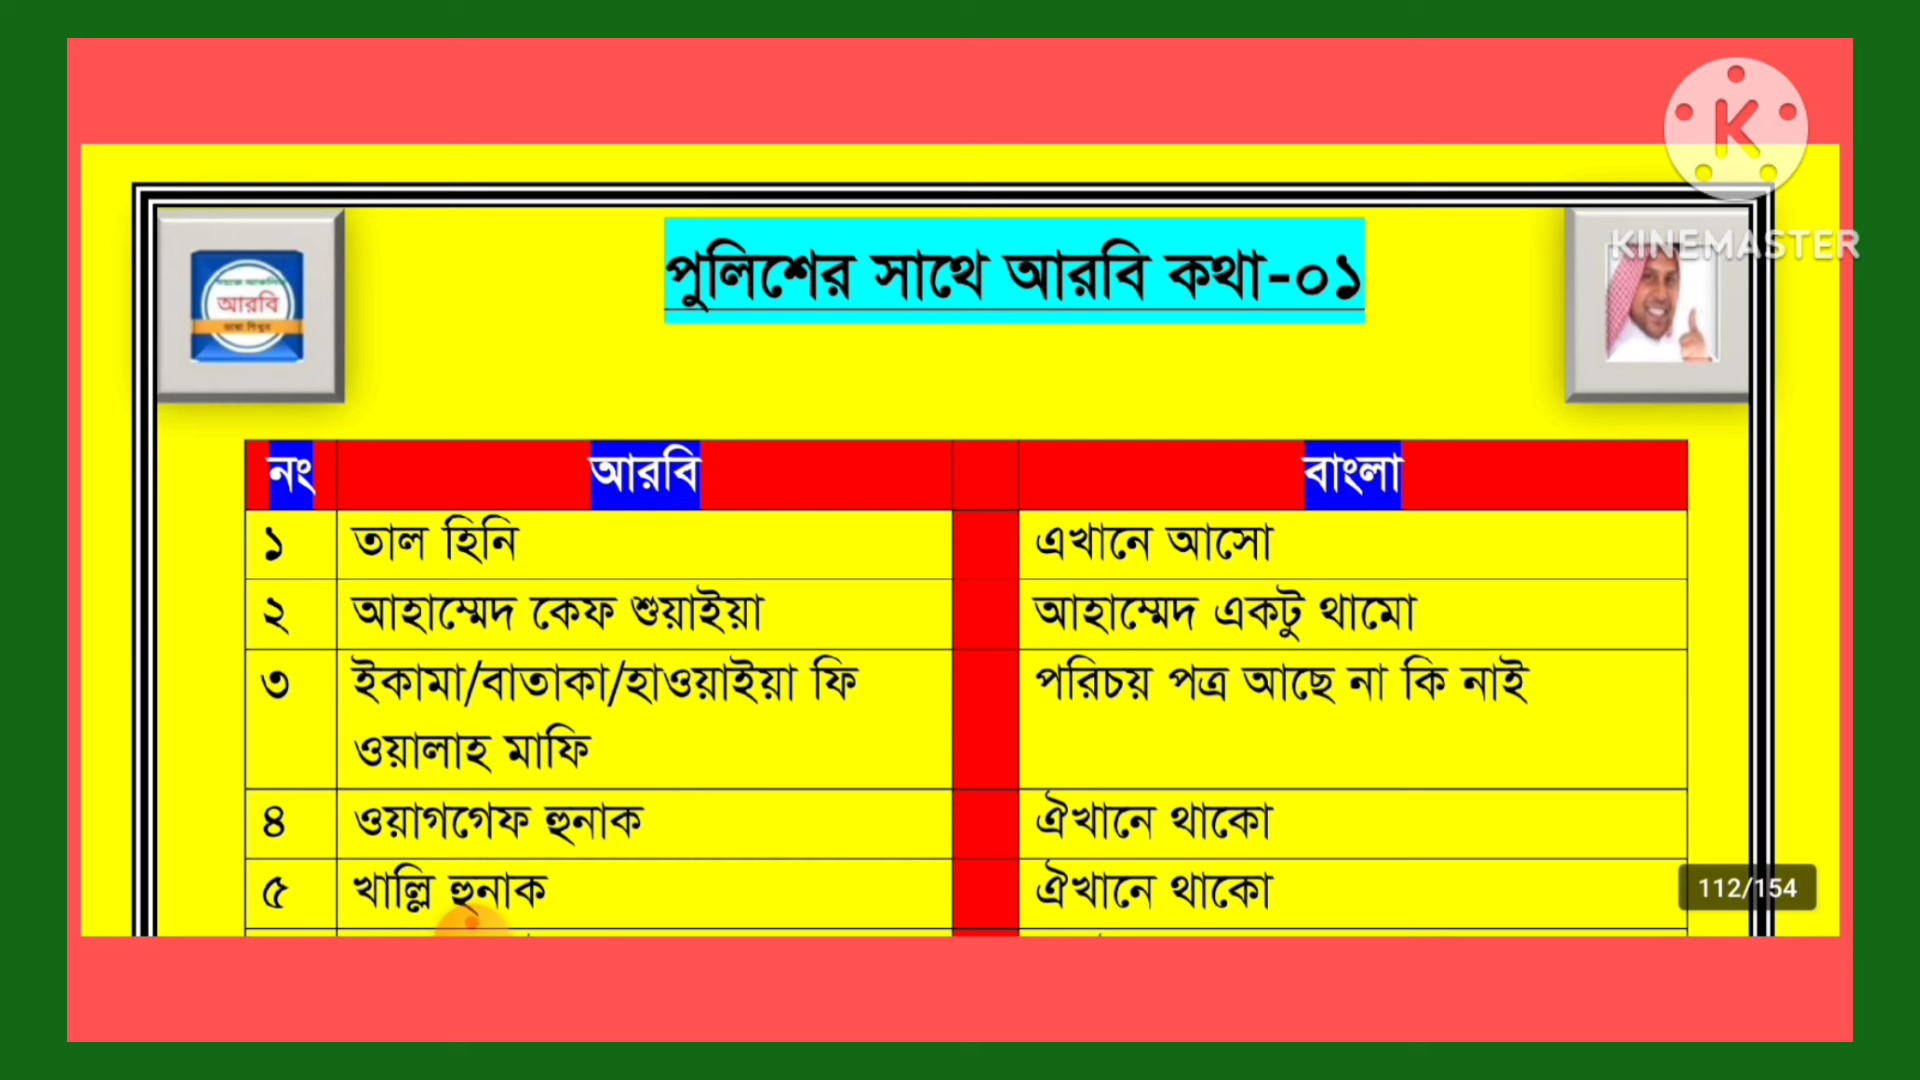 KINEMASTER
পুলিশের সাথে আরবি কথা-০১
আরবি
নং আরবি বাংলা
১ তাল হিনি এখানে আসো
২ আহাম্মেদ কেফ শুয়াইয়া আহাম্মেদ একটু থামো
৩ ইকামা/বাতাকা/হাওয়াইয়া ফি পরিচয় পত্র আছে না কি নাই
ওয়ালাহ মাফি
৪ ওয়াগগেফ হুনাক ঐখানে থাকো
৫ খাল্লি হুনাক ঐখানে থাকো
112/154